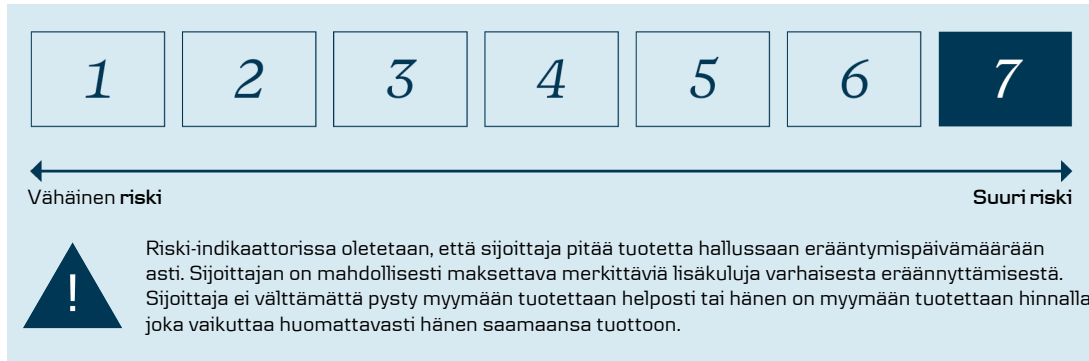 1 2 3 4 5 6 7
Vähäinen riski Suuri riski
!
Riski-indikaattorissa oletetaan, että sijoittaja pitää tuotetta hallussaan erääntymispäivämäärään
asti. Sijoittajan on mahdollisesti maksettava merkittäviä lisäkuluja varhaisesta eräännyttämisestä.
Sijoittaja ei välttämättä pysty myymään tuotettaan helposti tai hänen on myymään tuotettaan hinnalla
joka vaikuttaa huomattavasti hänen saamaansa tuottoon.